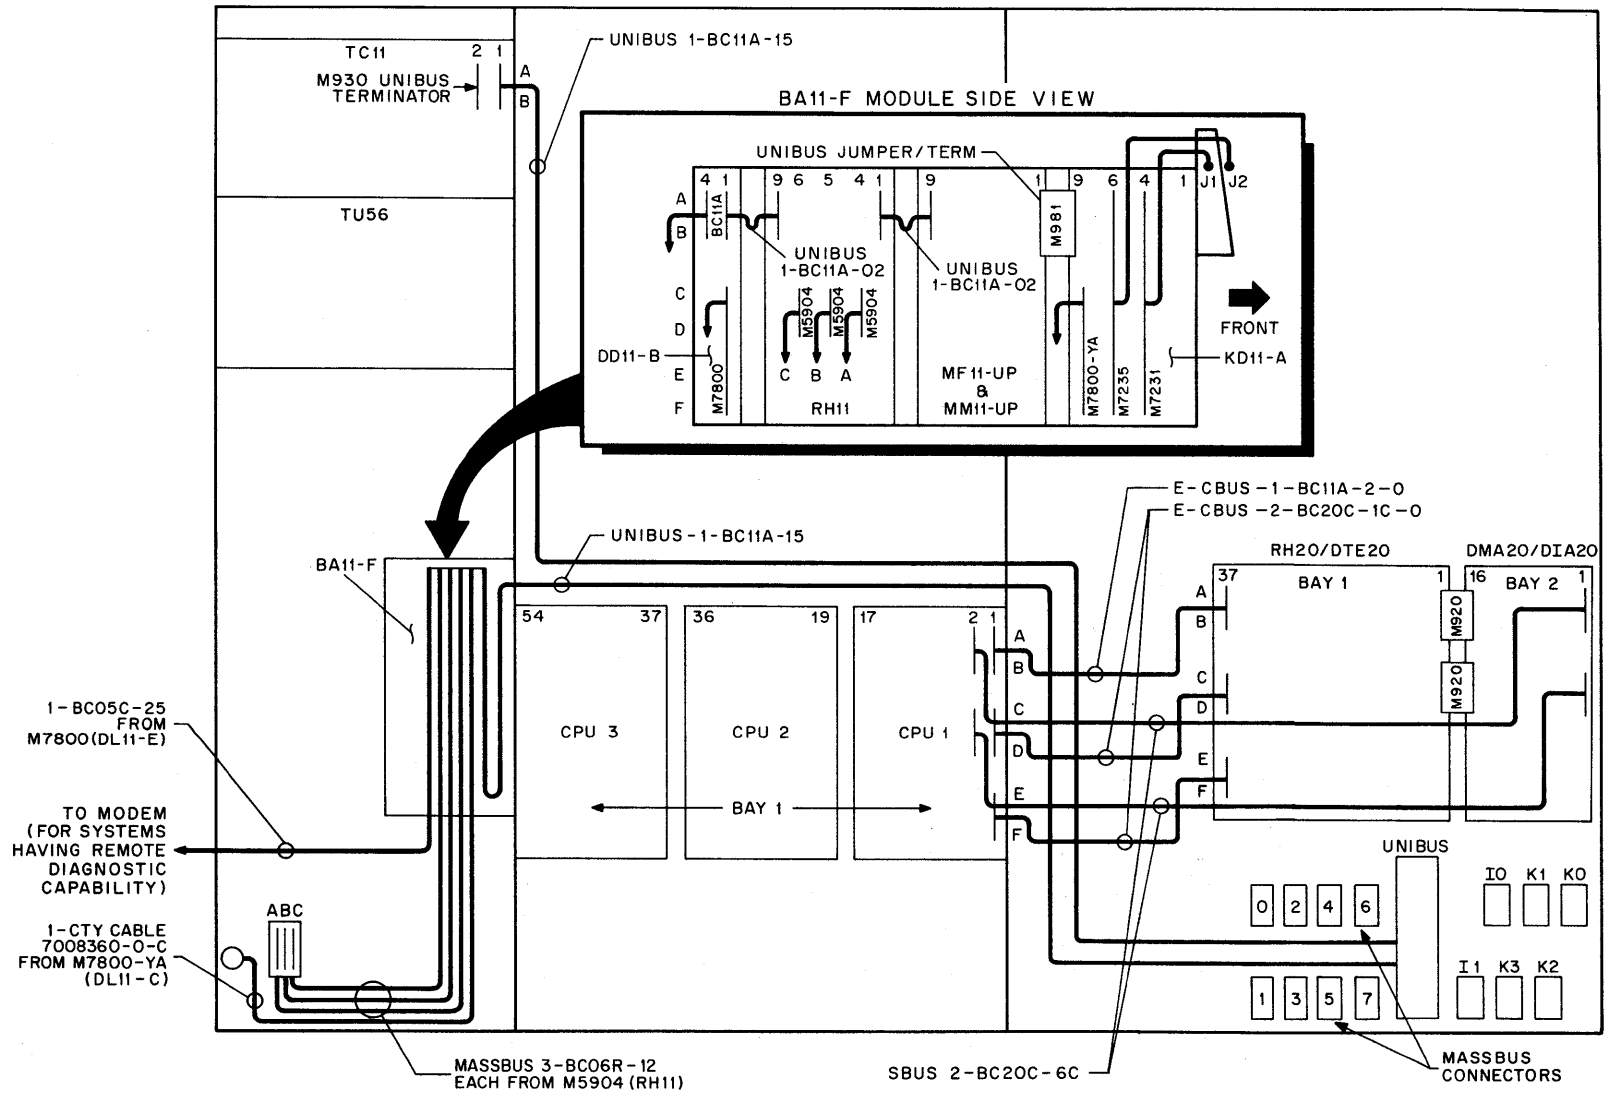 UNIBUS 1-BC11A-15
TC11
2 1
M930 UNIBUS
TERMINATOR
A
B
TU56
BA11-F MODULE SIDE VIEW
UNIBUS JUMPER/TERM
4 1 9 6 5 4 1 9 1 9 6 4 1 J1 J2
A
B
BC11A
UNIBUS
1-BC11A-02
UNIBUS
1-BC11A-02
M981
C
D
M5904
M5904
M5904
FRONT
DD11-B
KD11-A
E
F
M7800
C B A
RH11
MF11-UP
&
MM11-UP
M7800-YA
M7235
M7231
E-CBUS-1-BC11A-2-0
E-CBUS-2-BC20C-1C-0
UNIBUS-1-BC11A-15
BA11-F
RH20/DTE20
DMA20/DIA20
37 BAY 1 1
16 BAY 2 1
M920
M920
54 37
36 19
17 2 1
A
B
C
D
E
F
A
B
C
D
E
F
CPU 3
CPU 2
CPU 1
BAY 1
1-BC05C-25
FROM
M7800(DL11-E)
TO MODEM
(FOR SYSTEMS
HAVING REMOTE
DIAGNOSTIC
CAPABILITY)
ABC
1-CTY CABLE
7008360-0-C
FROM M7800-YA
(DL11-C)
UNIBUS
0 2 4 6
I0 K1 K0
1 3 5 7
I1 K3 K2
MASSBUS 3-BC06R-12
EACH FROM M5904 (RH11)
SBUS 2-BC20C-6C
MASSBUS
CONNECTORS